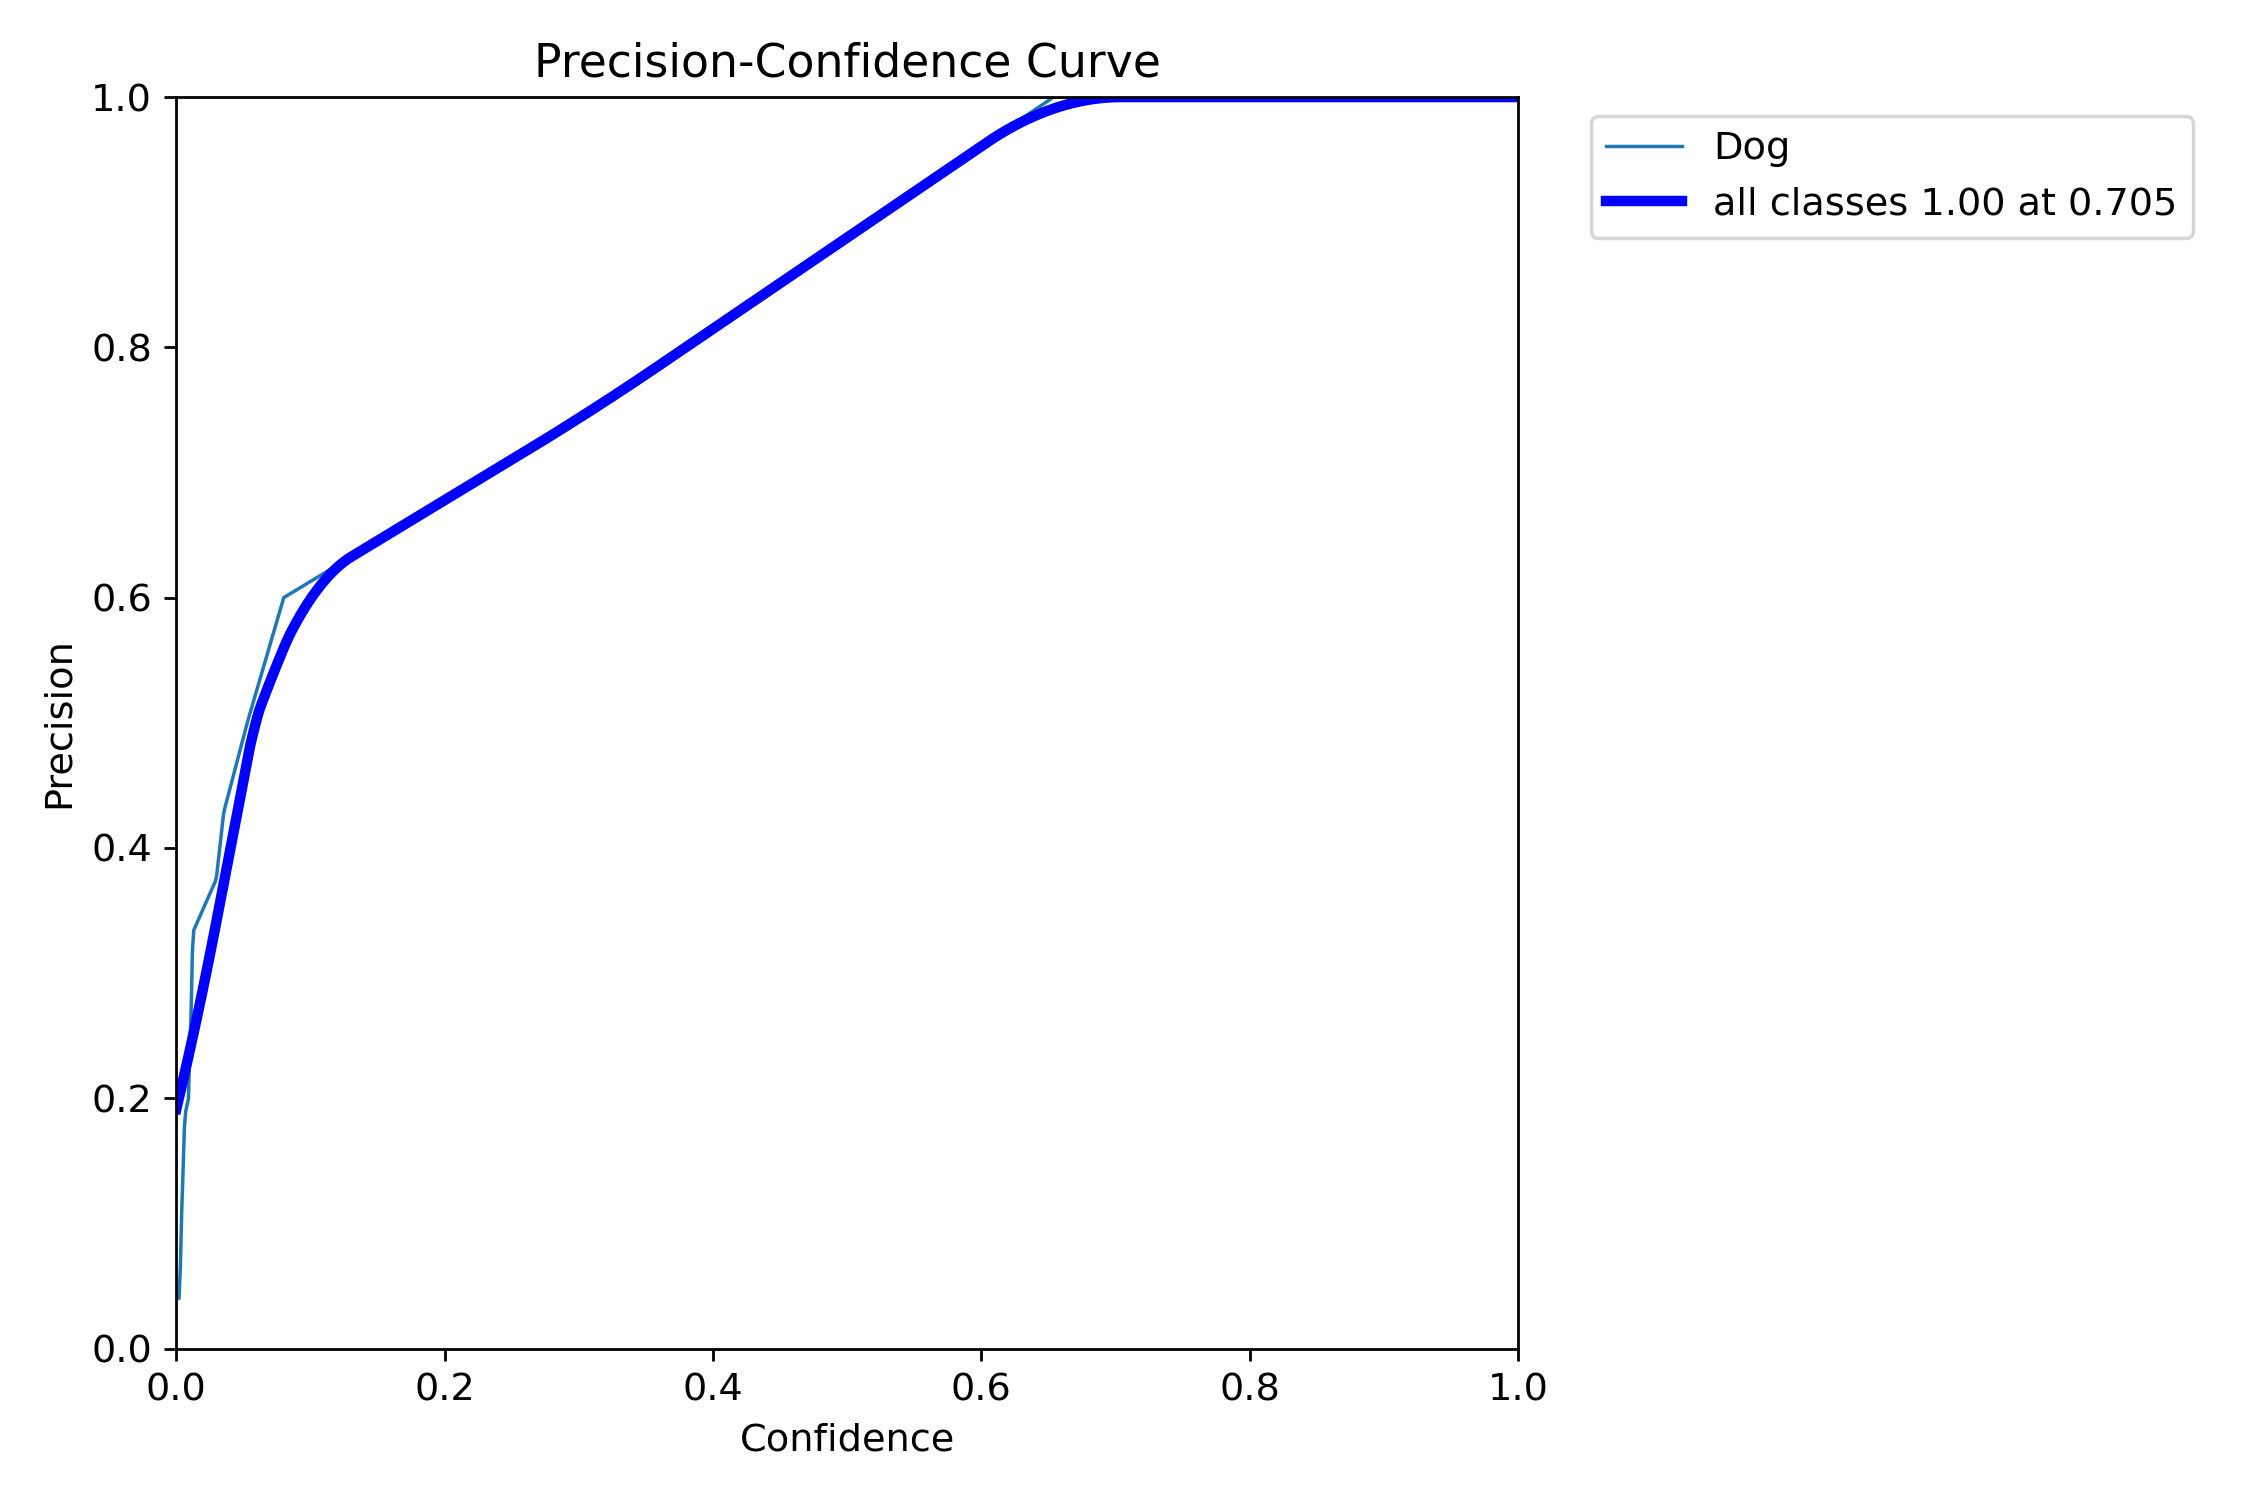 Precision-Confidence Curve
1.0
0.8
0.6
0.4
0.2
0.0
Precision
0.0 0.2 0.4 0.6 0.8 1.0
Confidence
Dog
all classes 1.00 at 0.705